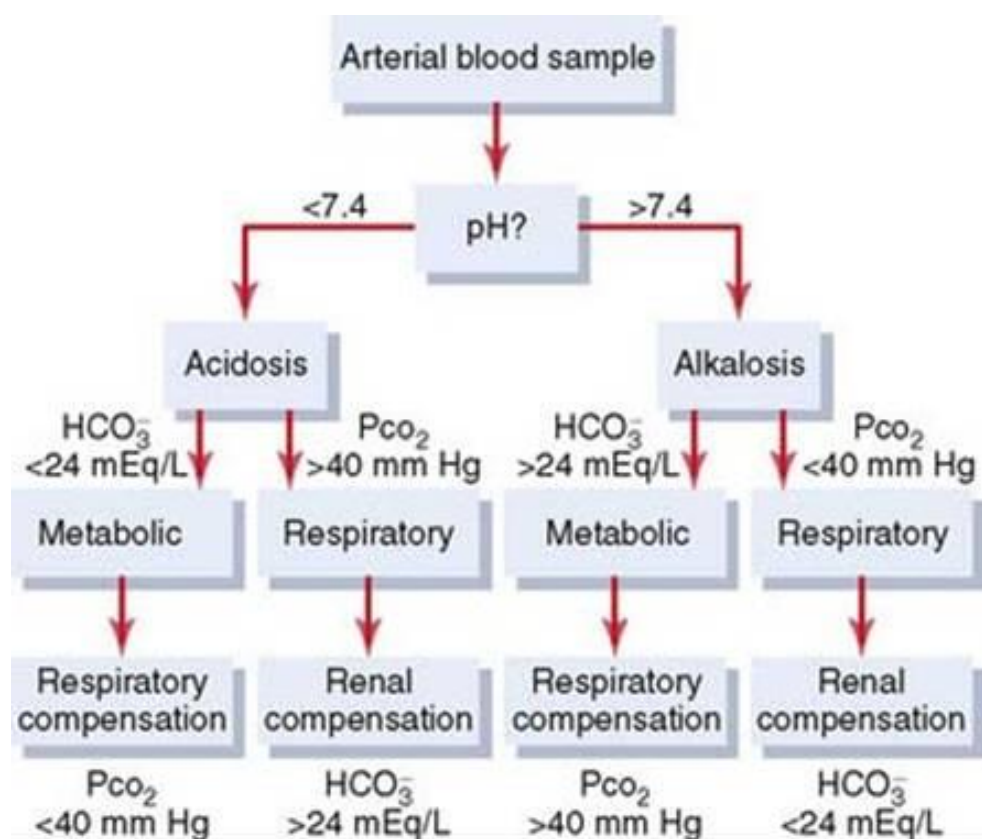 Arterial blood sample
<7.4
pH?
>7.4
Acidosis
Alkalosis
HCO₃⁻
<24 mEq/L
Pco₂
>40 mm Hg
HCO₃⁻
>24 mEq/L
Pco₂
<40 mm Hg
Metabolic
Respiratory
Metabolic
Respiratory
Respiratory
compensation
Renal
compensation
Respiratory
compensation
Renal
compensation
Pco₂
<40 mm Hg
HCO₃⁻
>24 mEq/L
Pco₂
>40 mm Hg
HCO₃⁻
<24 mEq/L